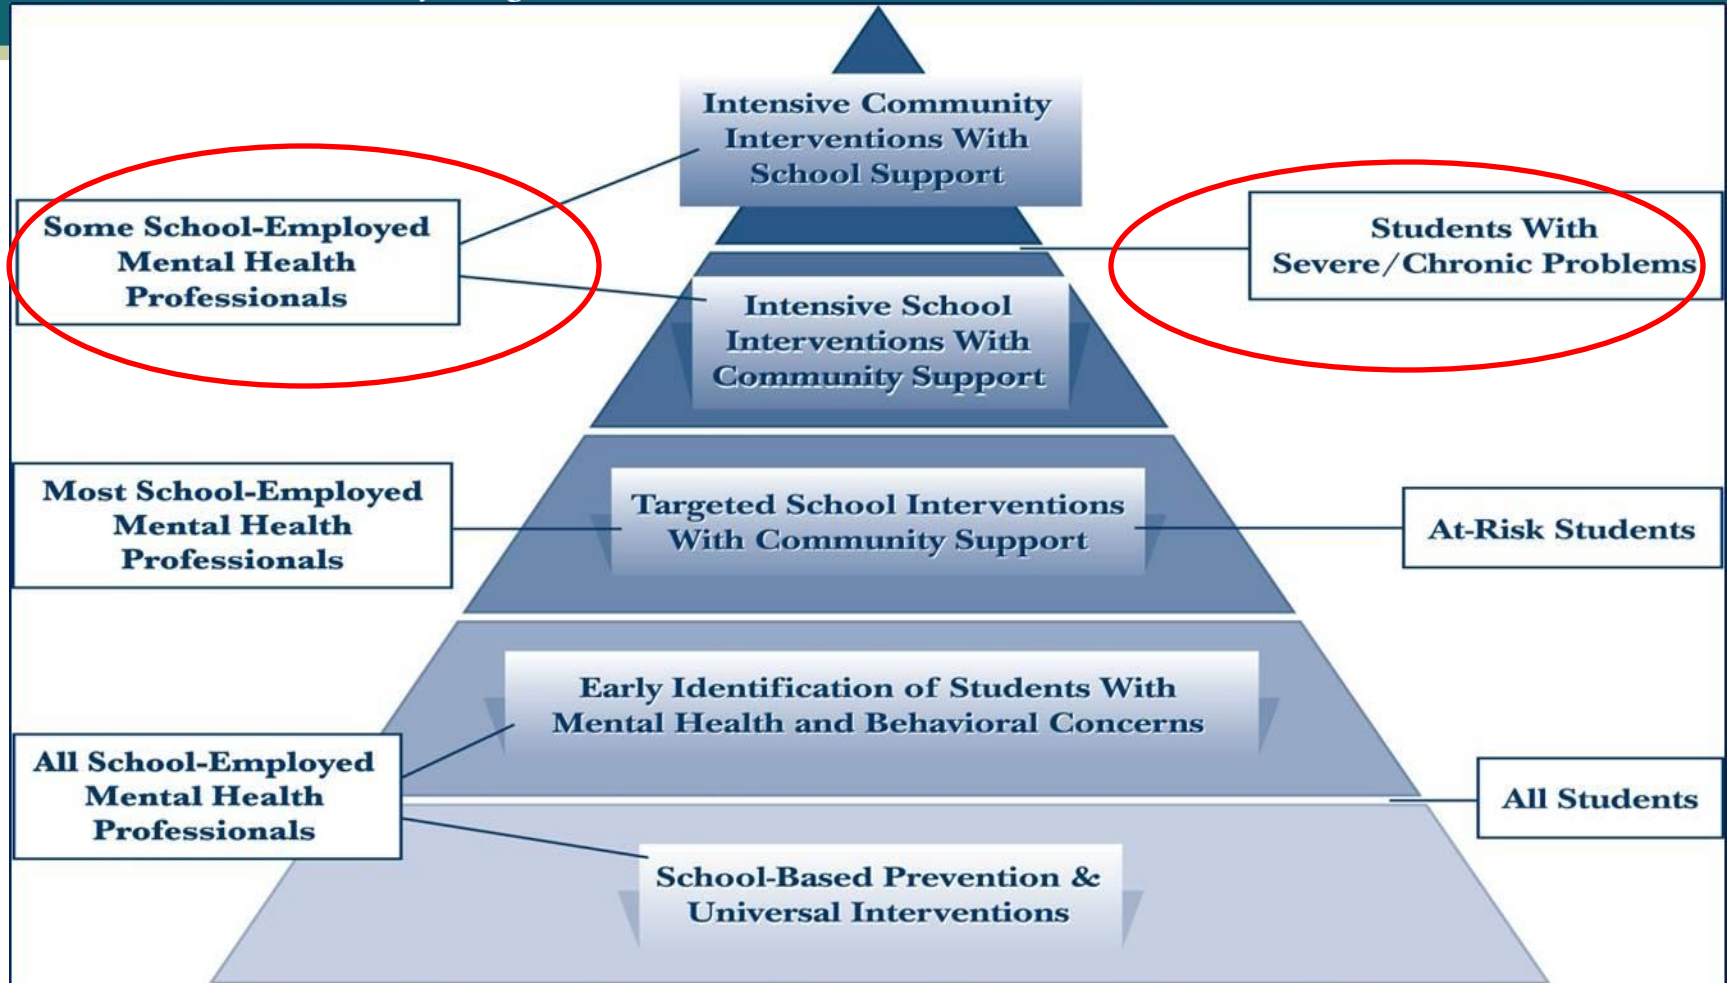 Intensive Community
Interventions With
School Support
Some School-Employed
Mental Health
Professionals
Students With
Severe/Chronic Problems
Intensive School
Interventions With
Community Support
Most School-Employed
Mental Health
Professionals
Targeted School Interventions
With Community Support
At-Risk Students
Early Identification of Students With
Mental Health and Behavioral Concerns
All School-Employed
Mental Health
Professionals
All Students
School-Based Prevention &
Universal Interventions